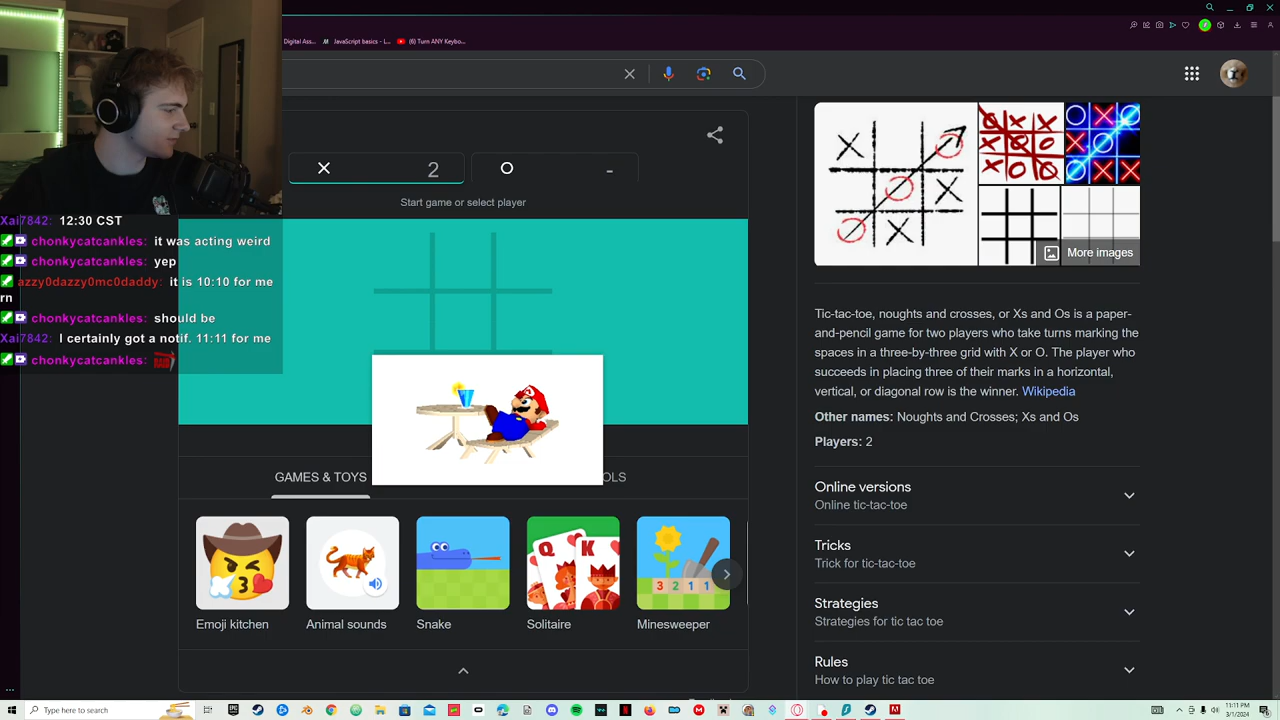 Digital Ass...
JavaScript basics - L...
(6) Turn ANY Keybo...
2
-
Start game or select player
Xai7842: 12:30 CST
chonkycatcankles: it was acting weird
chonkycatcankles: yep
azzy0dazzy0mc0daddy: it is 10:10 for me
rn
chonkycatcankles: should be
Xai7842: I certainly got a notif. 11:11 for me
chonkycatcankles:
GAMES & TOYS
OLS
Emoji kitchen
Animal sounds
Snake
Solitaire
Minesweeper
Q
K
3 2 1 1
More images
Tic-tac-toe, noughts and crosses, or Xs and Os is a paper-
and-pencil game for two players who take turns marking the
spaces in a three-by-three grid with X or O. The player who
succeeds in placing three of their marks in a horizontal,
vertical, or diagonal row is the winner. Wikipedia
Other names: Noughts and Crosses; Xs and Os
Players: 2
Online versions
Online tic-tac-toe
Tricks
Trick for tic-tac-toe
Strategies
Strategies for tic tac toe
Rules
How to play tic tac toe
Type here to search
11:11 PM
3/1/2024